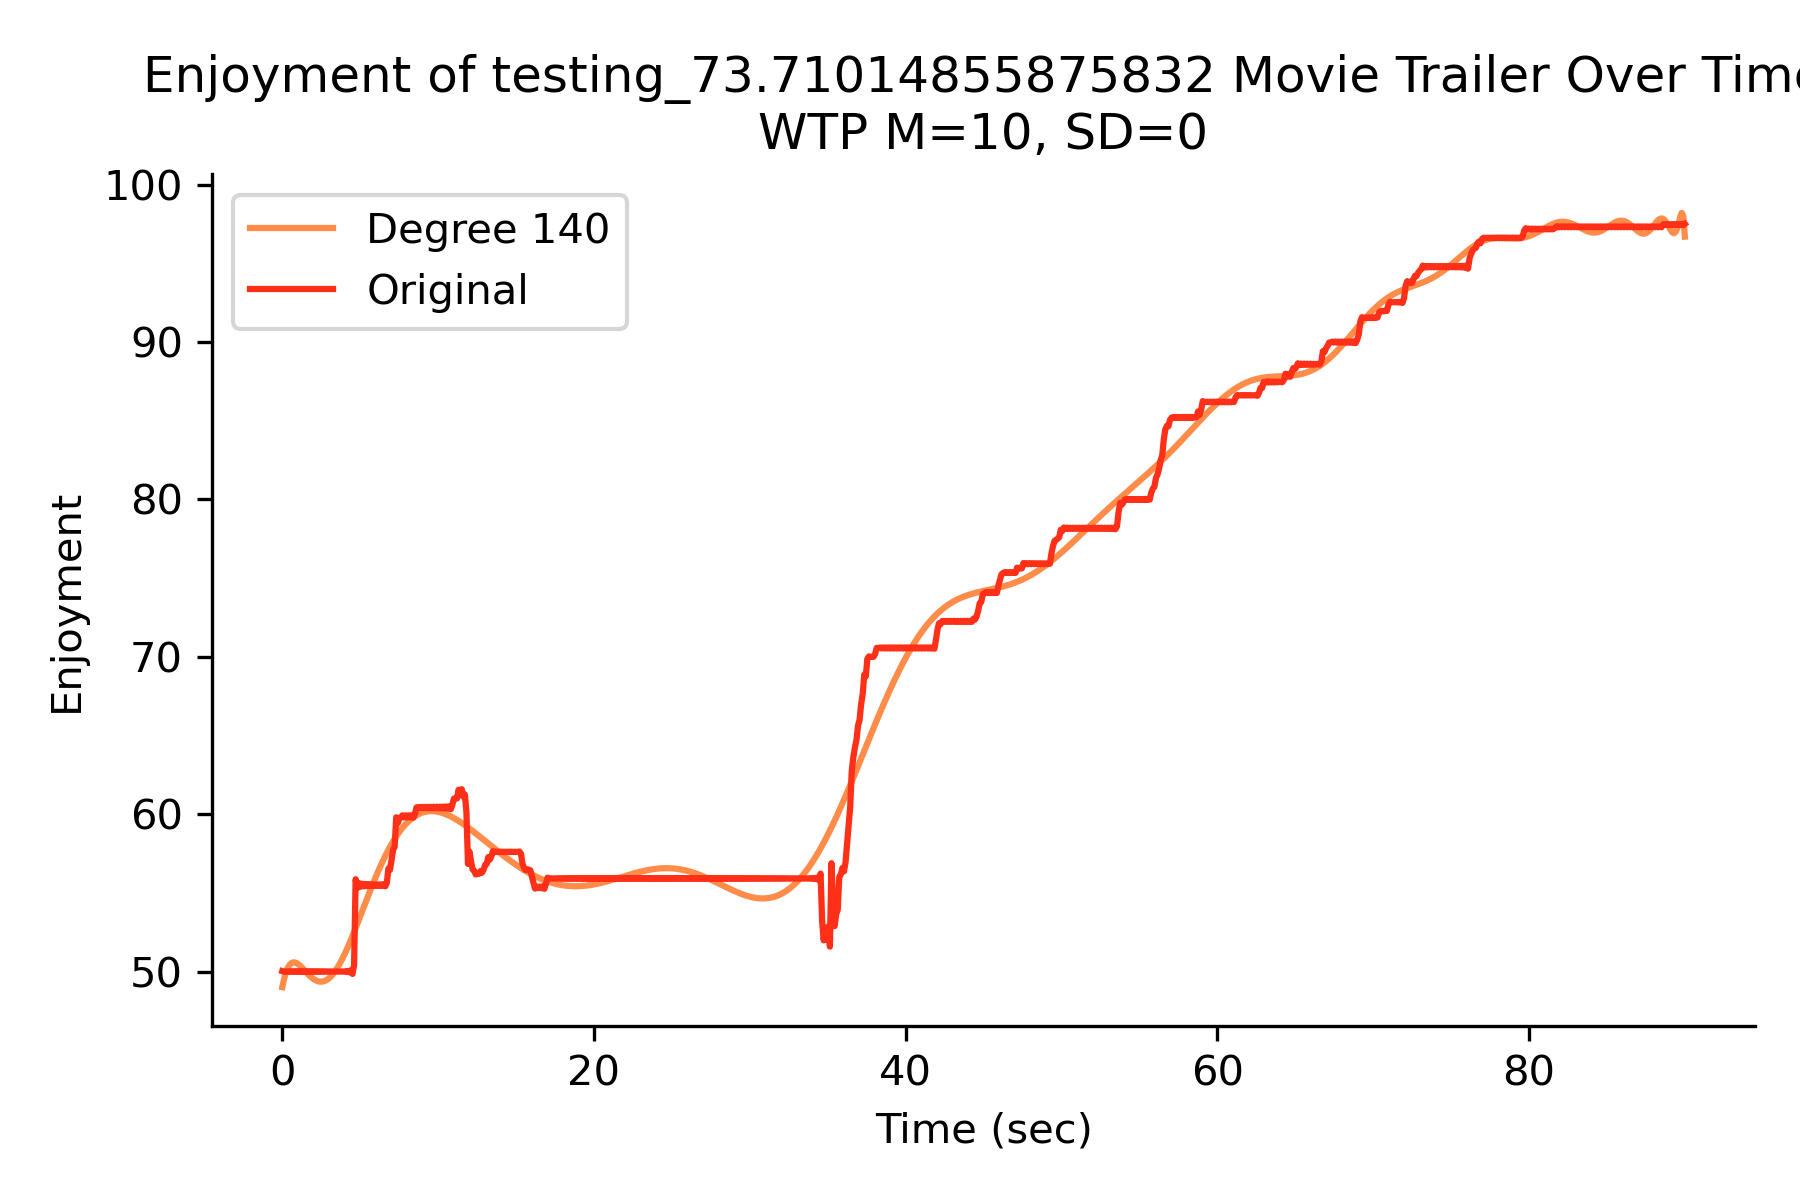 Enjoyment of testing_73.71014855875832 Movie Trailer Over Time
WTP M=10, SD=0
100
90
80
70
60
50
Enjoyment
Degree 140
Original
0 20 40 60 80
Time (sec)